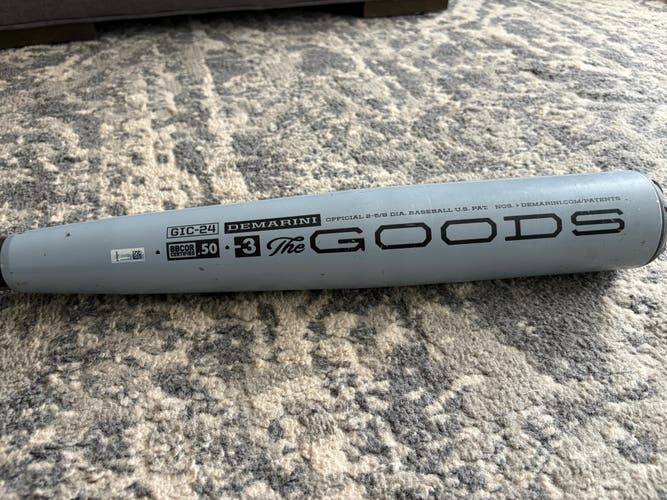 GIC-24
BBCOR
CERTIFIED .50
DEMARINI
-3
OFFICIAL 2-5/8 DIA. BASEBALL U.S. PAT. NOS. > DEMARINI.COM/PATENTS
The GOODS